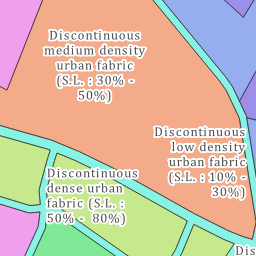 Discontinuous
medium density
urban fabric
(S.L. : 30% -
50%)
Discontinuous
low density
urban fabric
(S.L. : 10% -
30%)
Discontinuous
dense urban
fabric (S.L. :
50% - 80%)
Dis